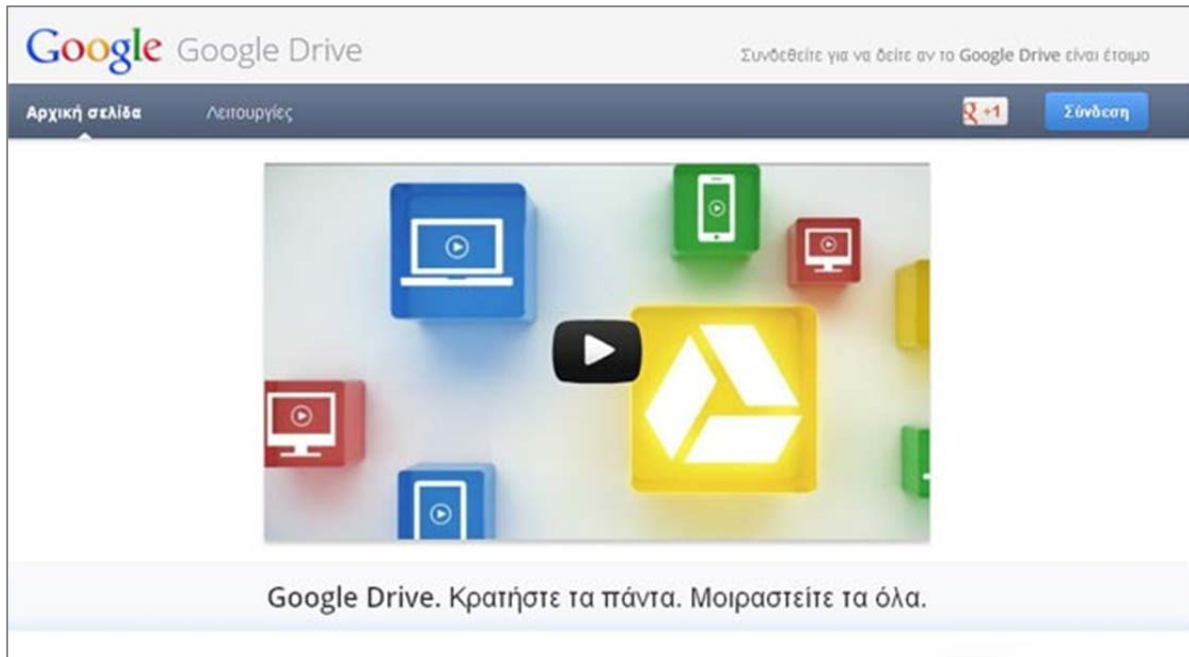 Google Google Drive
Συνδεθείτε για να δείτε αν το Google Drive είναι έτοιμο
Αρχική σελίδα Λειτουργίες
+1 Σύνδεση
Google Drive. Κρατήστε τα πάντα. Μοιραστείτε τα όλα.